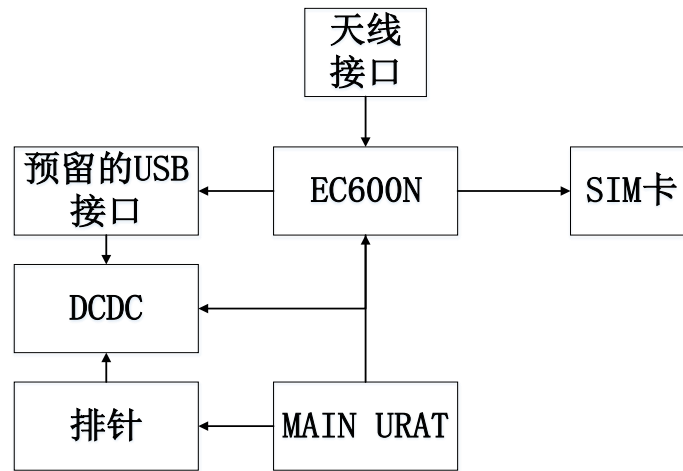 天线
接口
预留的USB
接口
EC600N
SIM卡
DCDC
排针
MAIN URAT